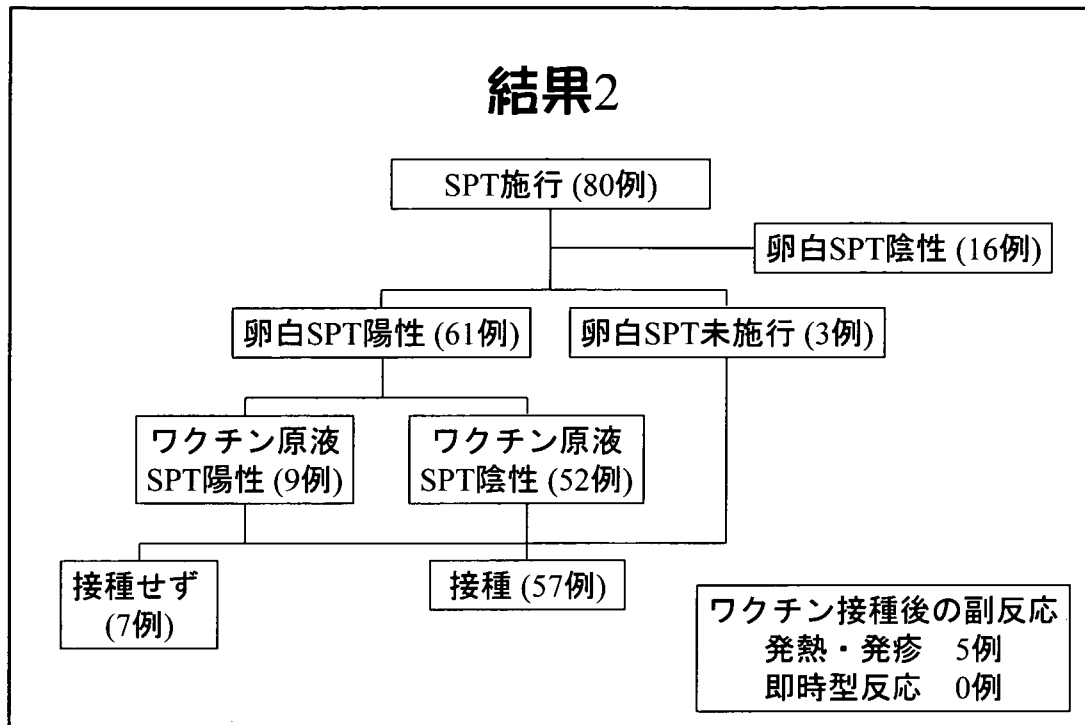 結果2
SPT施行 (80例)
卵白SPT陰性 (16例)
卵白SPT陽性 (61例)
卵白SPT未施行 (3例)
ワクチン原液
SPT陽性 (9例)
ワクチン原液
SPT陰性 (52例)
接種せず
(7例)
接種 (57例)
ワクチン接種後の副反応
発熱・発疹 5例
即時型反応 0例